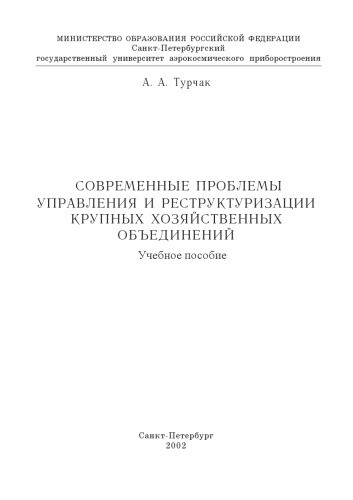 МИНИСТЕРСТВО ОБРАЗОВАНИЯ РОССИЙСКОЙ ФЕДЕРАЦИИ
Санкт-Петербургский
государственный университет аэрокосмического приборостроения
А. А. Турчак
СОВРЕМЕННЫЕ ПРОБЛЕМЫ
УПРАВЛЕНИЯ И РЕСТРУКТУРИЗАЦИИ
КРУПНЫХ ХОЗЯЙСТВЕННЫХ
ОБЪЕДИНЕНИЙ
Учебное пособие
Санкт-Петербург
2002